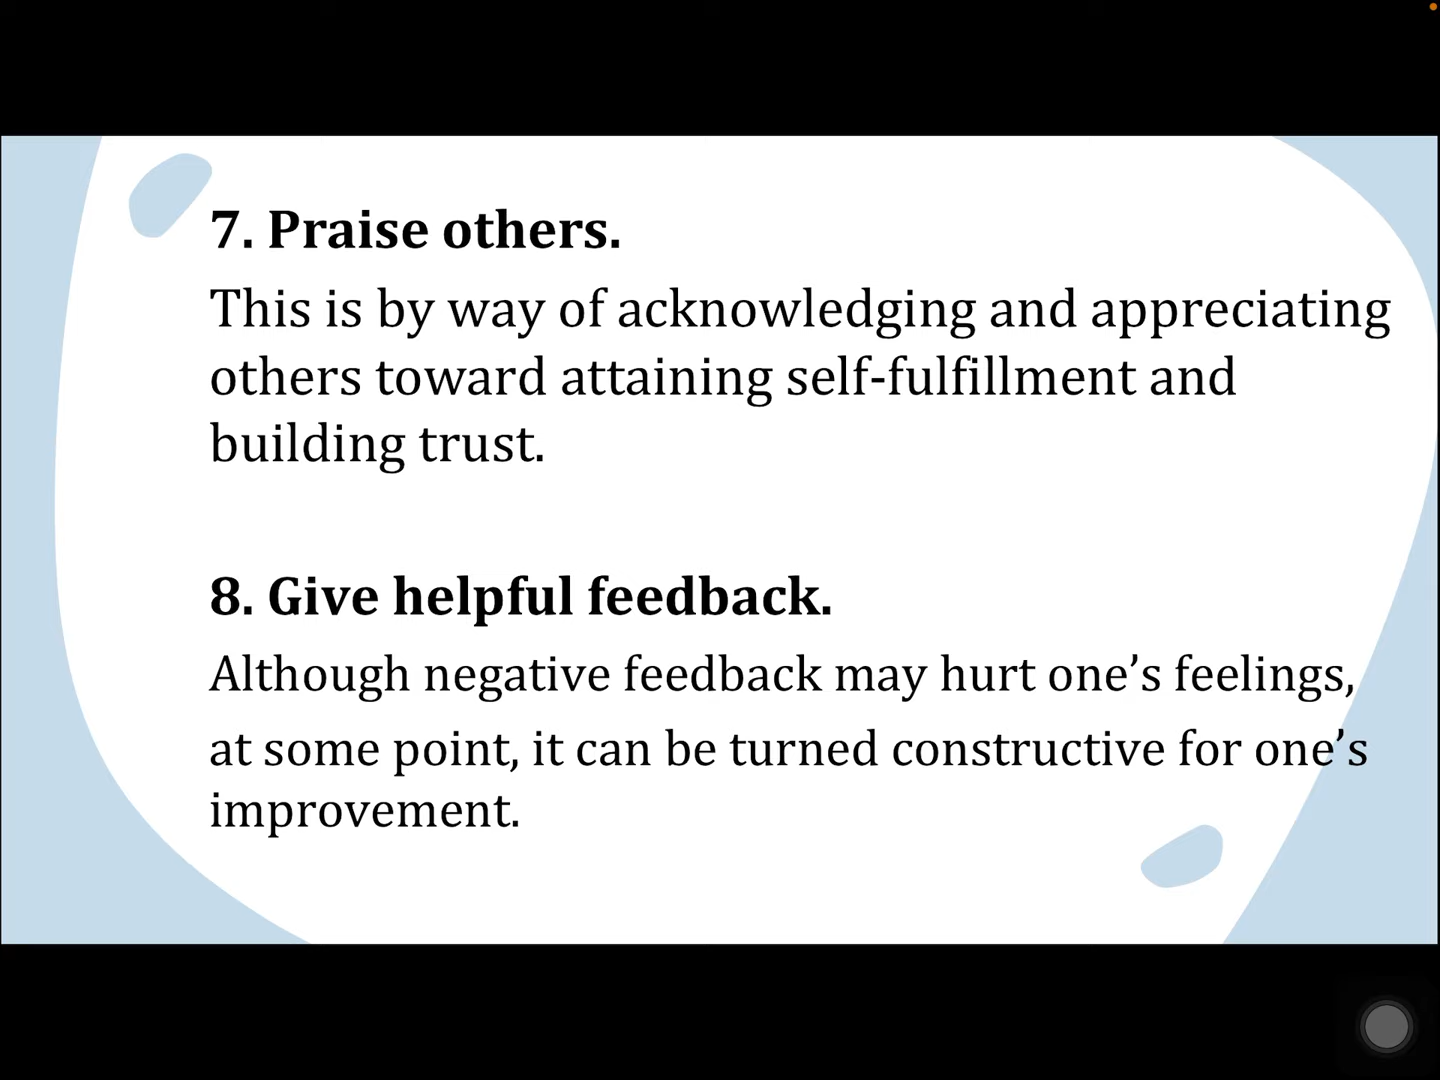 7. Praise others.
This is by way of acknowledging and appreciating
others toward attaining self-fulfillment and
building trust.
8. Give helpful feedback.
Although negative feedback may hurt one’s feelings,
at some point, it can be turned constructive for one’s
improvement.